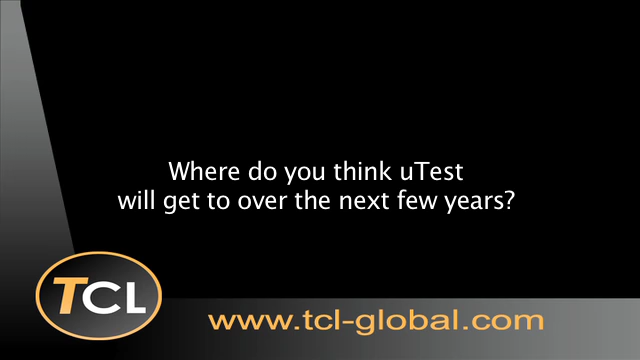 Where do you think uTest
will get to over the next few years?
TCL
www.tcl-global.com